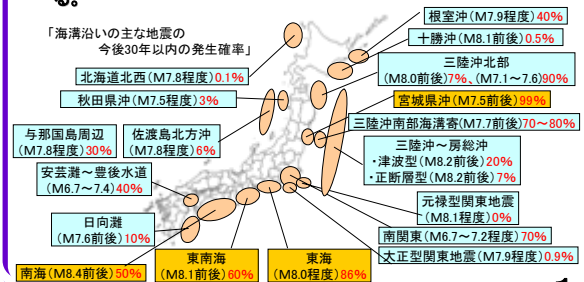 る。
「海溝沿いの主な地震の
今後30年以内の発生確率」
根室沖(M7.9程度)40%
十勝沖(M8.1前後)0.5%
三陸沖北部
(M8.0前後)7%、(M7.1～7.6)90%
北海道北西(M7.8程度)0.1%
秋田県沖(M7.5程度)3%
宮城県沖(M7.5前後)99%
三陸沖南部海溝寄(M7.7前後)70～80%
与那国島周辺
(M7.8程度)30%
佐渡島北方沖
(M7.8程度)6%
三陸沖～房総沖
・津波型(M8.2前後)20%
・正断層型(M8.2前後)7%
安芸灘～豊後水道
(M6.7～7.4)40%
元禄型関東地震
(M8.1程度)0%
日向灘
(M7.6前後)10%
南関東(M6.7～7.2程度)70%
大正型関東地震(M7.9程度)0.9%
南海(M8.4前後)50%
東南海
(M8.1前後)60%
東海
(M8.0程度)86%